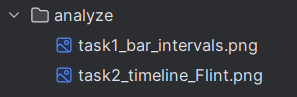 analyze
task1_bar_intervals.png
task2_timeline_Flint.png